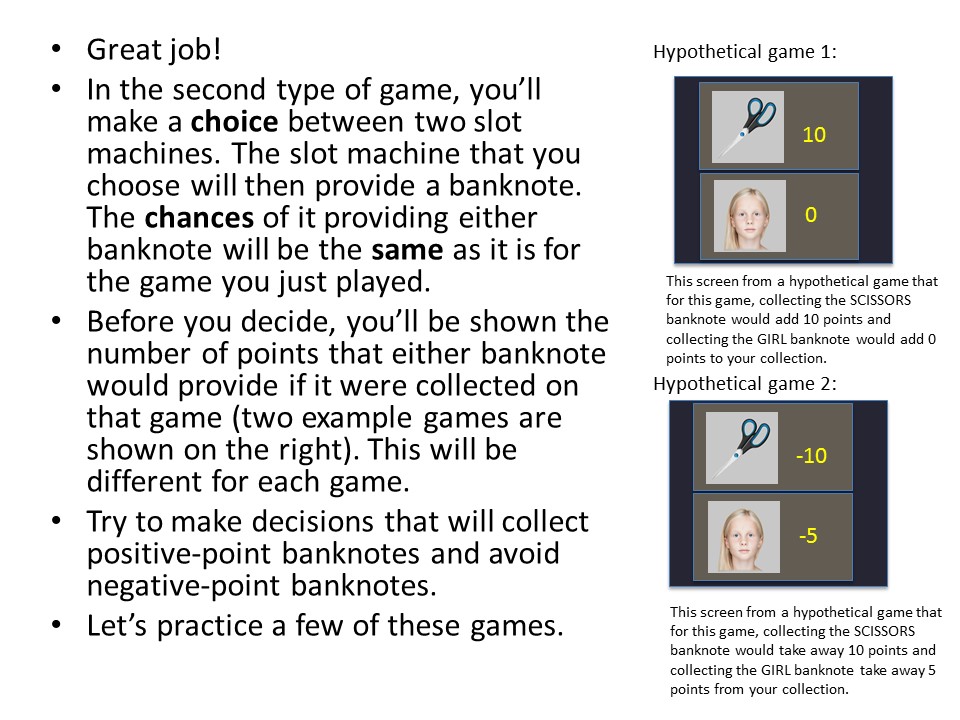 • Great job!
• In the second type of game, you’ll
make a choice between two slot
machines. The slot machine that you
choose will then provide a banknote.
The chances of it providing either
banknote will be the same as it is for
the game you just played.
• Before you decide, you’ll be shown the
number of points that either banknote
would provide if it were collected on
that game (two example games are
shown on the right). This will be
different for each game.
• Try to make decisions that will collect
positive-point banknotes and avoid
negative-point banknotes.
• Let’s practice a few of these games.
Hypothetical game 1:
10
0
This screen from a hypothetical game that
for this game, collecting the SCISSORS
banknote would add 10 points and
collecting the GIRL banknote would add 0
points to your collection.
Hypothetical game 2:
-10
-5
This screen from a hypothetical game that
for this game, collecting the SCISSORS
banknote would take away 10 points and
collecting the GIRL banknote take away 5
points from your collection.